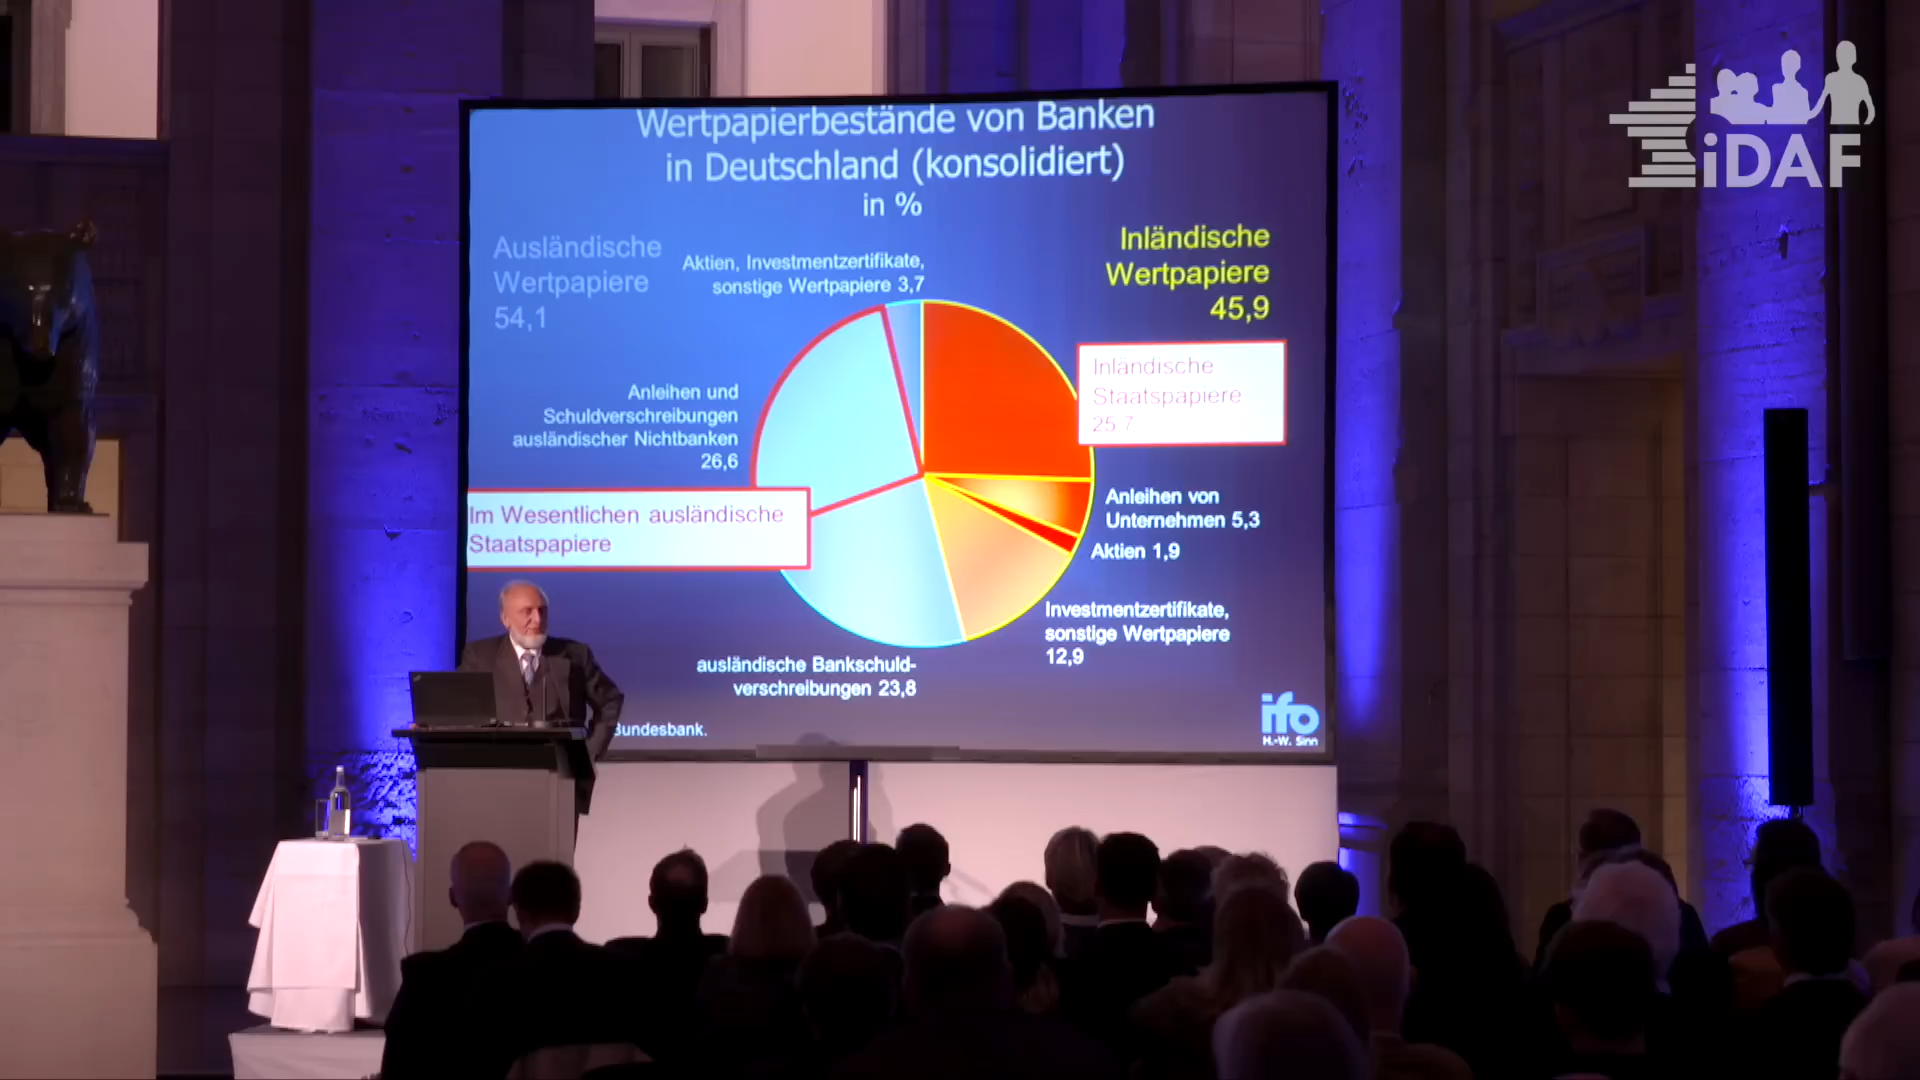 Wertpapierbestände von Banken
in Deutschland (konsolidiert)
in %
Ausländische
Wertpapiere
54,1
Aktien, Investmentzertifikate,
sonstige Wertpapiere 3,7
Inländische
Wertpapiere
45,9
Inländische
Staatspapiere
25,7
Anleihen und
Schuldverschreibungen
ausländischer Nichtbanken
26,6
Im Wesentlichen ausländische
Staatspapiere
Anleihen von
Unternehmen 5,3
Aktien 1,9
Investmentzertifikate,
sonstige Wertpapiere
12,9
ausländische Bankschuld-
verschreibungen 23,8
Bundesbank.
ifo
H.-W. Sinn
iDAF